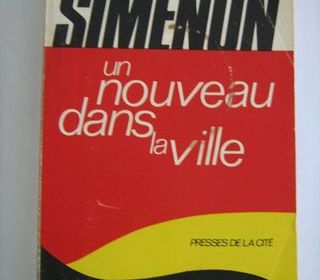 SIMENON
un
nouveau
dans
la ville
PRESSES DE LA CITÉ